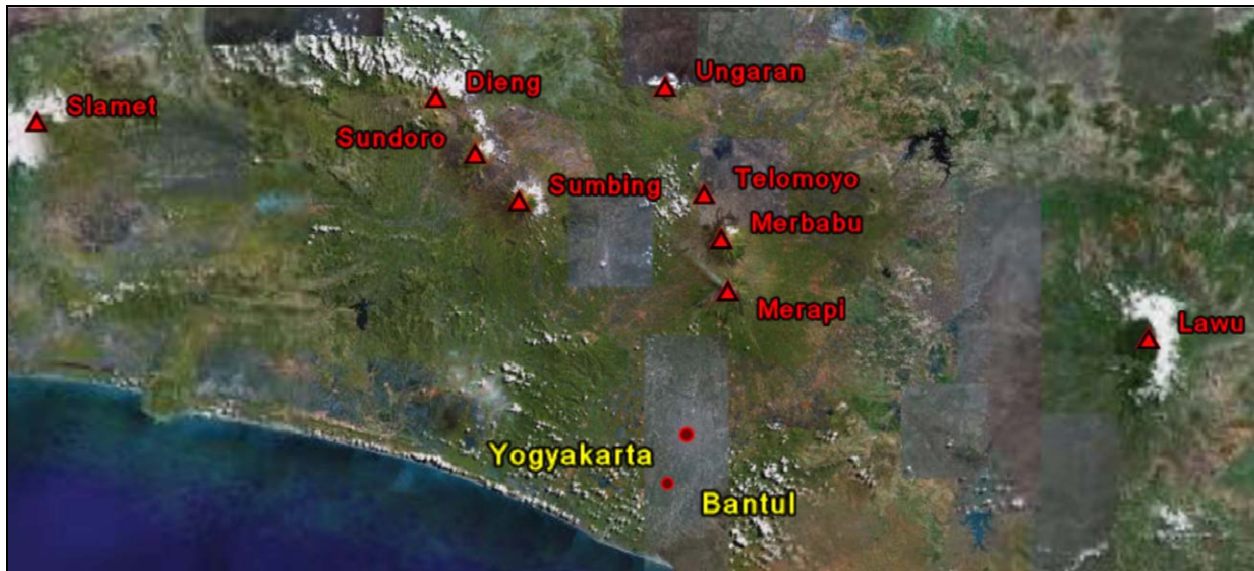 Dieng
Ungaran
Slamet
Sundoro
Sumbing
Telomoyo
Merbabu
Merapi
Lawu
Yogyakarta
Bantul